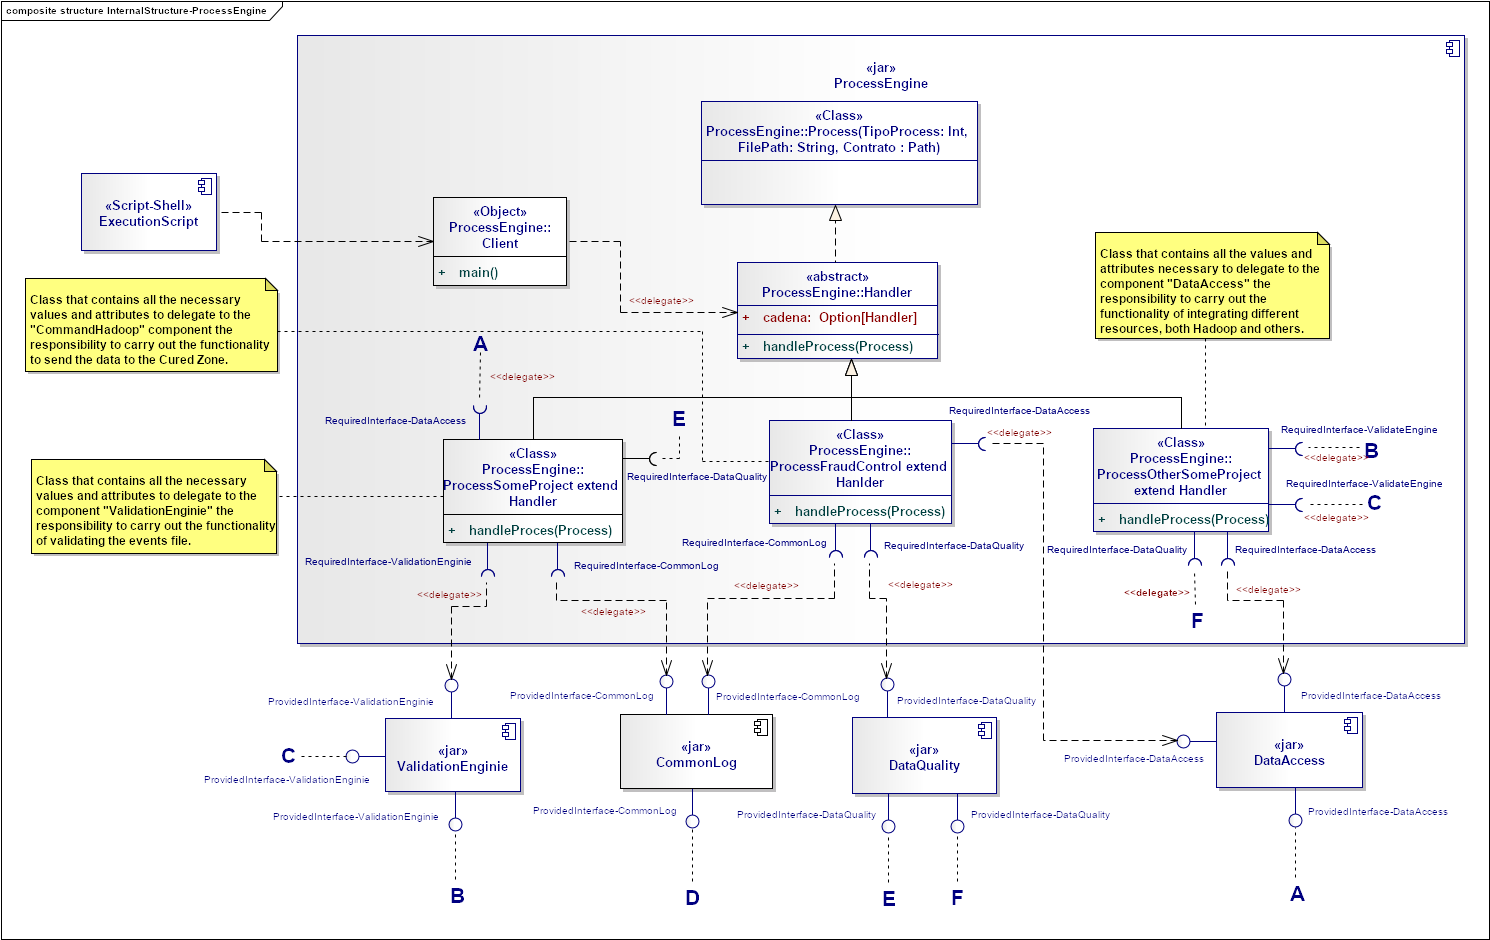 composite structure InternalStructure-ProcessEngine
«jar»
ProcessEngine
«Class»
ProcessEngine::Process(TipoProcess: Int,
FilePath: String, Contrato : Path)
«Script-Shell»
ExecutionScript
«Object»
ProcessEngine::
Client
+ main()
<<delegate>>
«abstract»
ProcessEngine::Handler
+ cadena: Option[Handler]
+ handleProcess(Process)
Class that contains all the values and
attributes necessary to delegate to the
component "DataAccess" the
responsibility to carry out the
functionality of integrating different
resources, both Hadoop and others.
Class that contains all the necessary
values and attributes to delegate to the
"CommandHadoop" component the
responsibility to carry out the functionality
to send the data to the Cured Zone.
A
<<delegate>>
RequiredInterface-DataAccess
E
RequiredInterface-DataQuality
«Class»
ProcessEngine::
ProcessSomeProject extend
Handler
+ handleProces(Process)
Class that contains all the necessary
values and attributes to delegate to the
component "ValidationEnginie" the
responsibility to carry out the functionality
of validating the events file.
RequiredInterface-DataAccess
<<delegate>>
«Class»
ProcessEngine::
ProcessFraudControl extend
Hanlder
+ handleProcess(Process)
«Class»
ProcessEngine::
ProcessOtherSomeProject
extend Handler
+ handleProcess(Process)
RequiredInterface-ValidateEngine
B
<<delegate>>
RequiredInterface-ValidateEngine
C
<<delegate>>
RequiredInterface-ValidationEnginie
<<delegate>>
RequiredInterface-CommonLog
<<delegate>>
RequiredInterface-CommonLog
<<delegate>>
RequiredInterface-DataQuality
<<delegate>>
RequiredInterface-DataQuality
<<delegate>>
F
RequiredInterface-DataAccess
<<delegate>>
ProvidedInterface-ValidationEnginie
ProvidedInterface-CommonLog
ProvidedInterface-CommonLog
ProvidedInterface-DataQuality
ProvidedInterface-DataAccess
C
ProvidedInterface-ValidationEnginie
«jar»
ValidationEnginie
«jar»
CommonLog
«jar»
DataQuality
ProvidedInterface-DataAccess
«jar»
DataAccess
ProvidedInterface-ValidationEnginie
ProvidedInterface-CommonLog
ProvidedInterface-DataQuality
ProvidedInterface-DataQuality
ProvidedInterface-DataAccess
B
D
E
F
A